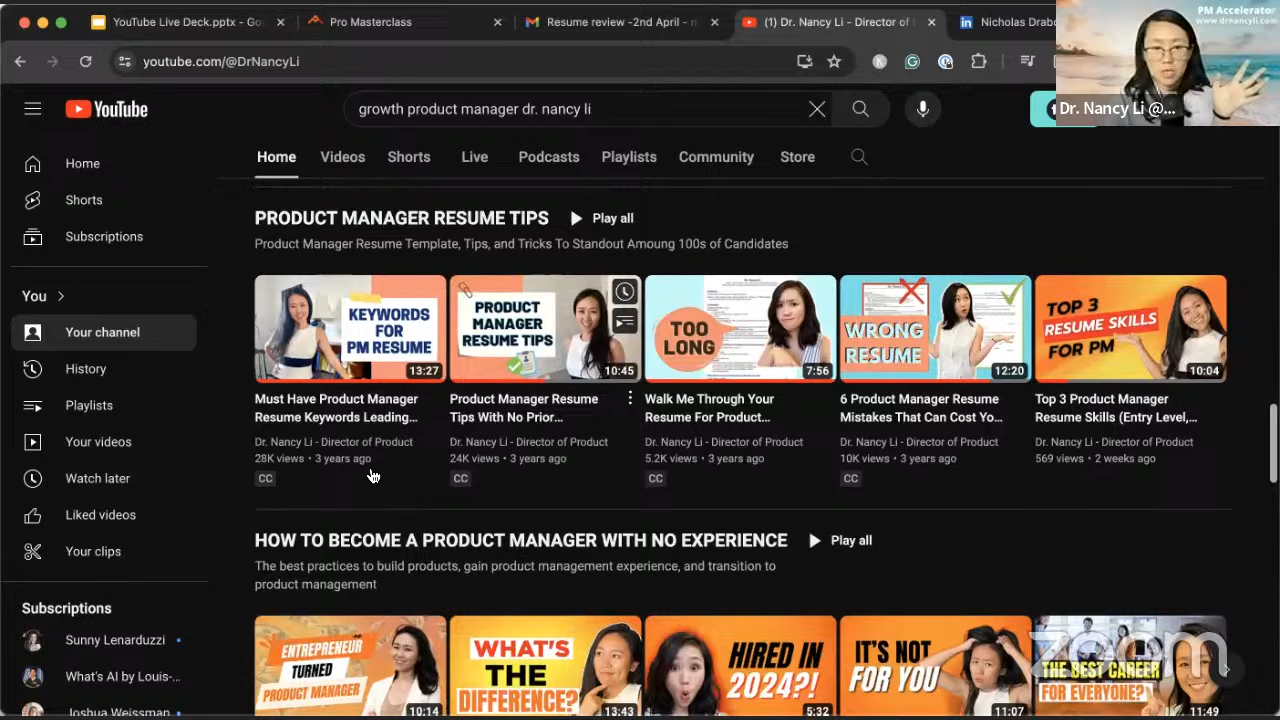 YouTube Live Deck.pptx - Go
Pro Masterclass
Resume review -2nd April -
(1) Dr. Nancy Li - Director of
Nicholas Drabo
PM Accelerator
www.drnancyli.com
youtube.com/@DrNancyLi
Dr. Nancy Li @...
YouTube
growth product manager dr. nancy li
Home
Videos
Shorts
Live
Podcasts
Playlists
Community
Store
Home
Shorts
Subscriptions
You
Your channel
History
Playlists
Your videos
Watch later
Liked videos
Your clips
Subscriptions
Sunny Lenarduzzi
What's AI by Louis-...
Joshua Weissman
PRODUCT MANAGER RESUME TIPS
Play all
Product Manager Resume Template, Tips, and Tricks To Standout Amoung 100s of Candidates
KEYWORDS
FOR
PM RESUME
13:27
PRODUCT
MANAGER
RESUME TIPS
10:45
TOO
LONG
7:56
WRONG
RESUME
12:20
TOP 3
RESUME SKILLS
FOR PM
10:04
Must Have Product Manager
Resume Keywords Leading...
Dr. Nancy Li - Director of Product
28K views • 3 years ago
CC
Product Manager Resume
Tips With No Prior...
Dr. Nancy Li - Director of Product
24K views • 3 years ago
CC
Walk Me Through Your
Resume For Product...
Dr. Nancy Li - Director of Product
5.2K views • 3 years ago
CC
6 Product Manager Resume
Mistakes That Can Cost Yo...
Dr. Nancy Li - Director of Product
10K views • 3 years ago
CC
Top 3 Product Manager
Resume Skills (Entry Level,...
Dr. Nancy Li - Director of Product
569 views • 2 weeks ago
HOW TO BECOME A PRODUCT MANAGER WITH NO EXPERIENCE
Play all
The best practices to build products, gain product management experience, and transition to
product management
ENTREPRENEUR
TURNED
PRODUCT MANAGER
10:14
WHAT'S
THE
DIFFERENCE?
13:43
HIRED IN
2024?!
5:32
IT'S NOT
FOR YOU
11:07
THE BEST CAREER
FOR EVERYONE?
11:49
zoom